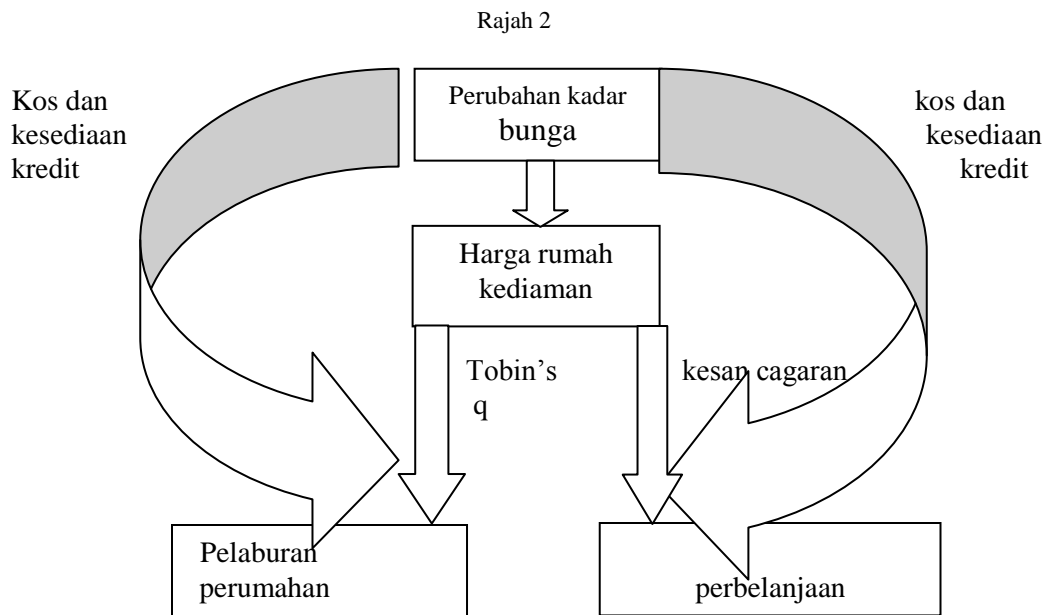 Rajah 2
Kos dan
kesediaan
kredit
Perubahan kadar
bunga
kos dan
kesediaan
kredit
Harga rumah
kediaman
Tobin's
q
kesan cagaran
Pelaburan
perumahan
perbelanjaan